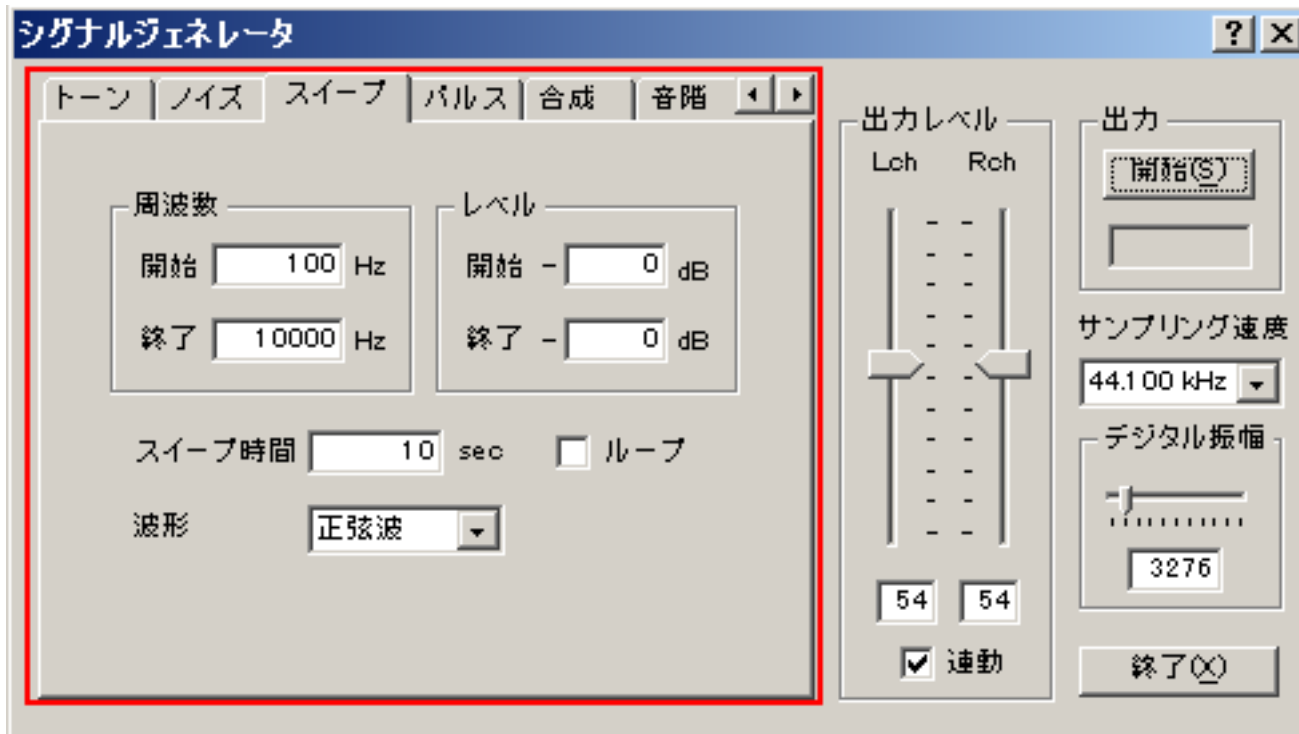 シグナルジェネレータ
トーン ノイズ スイープ パルス 合成 音階
周波数
開始 100 Hz
終了 10000 Hz
レベル
開始 - 0 dB
終了 - 0 dB
スイープ時間 10 sec ループ
波形 正弦波
出力レベル
Lch Rch
54 54
連動
出力
開始(S)
サンプリング速度
44.100 kHz
デジタル振幅
3276
終了(X)